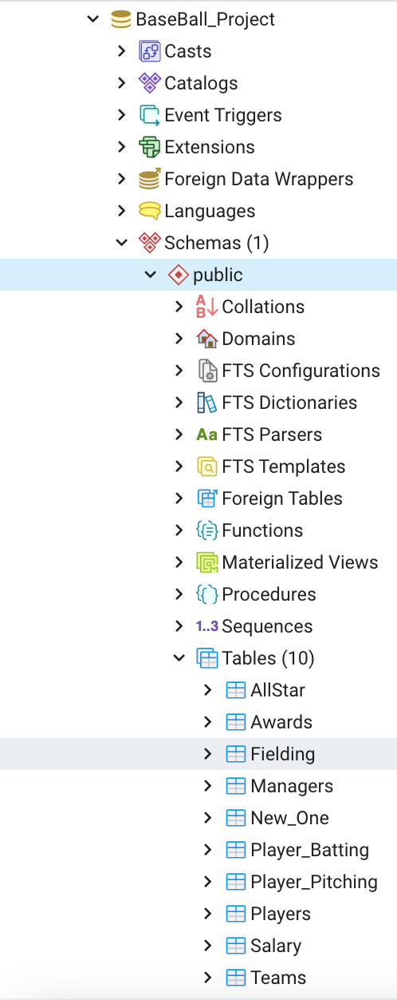 BaseBall_Project
Casts
Catalogs
Event Triggers
Extensions
Foreign Data Wrappers
Languages
Schemas (1)
public
A
B Collations
Domains
FTS Configurations
FTS Dictionaries
Aa FTS Parsers
FTS Templates
Foreign Tables
Functions
Materialized Views
Procedures
1..3 Sequences
Tables (10)
AllStar
Awards
Fielding
Managers
New_One
Player_Batting
Player_Pitching
Players
Salary
Teams